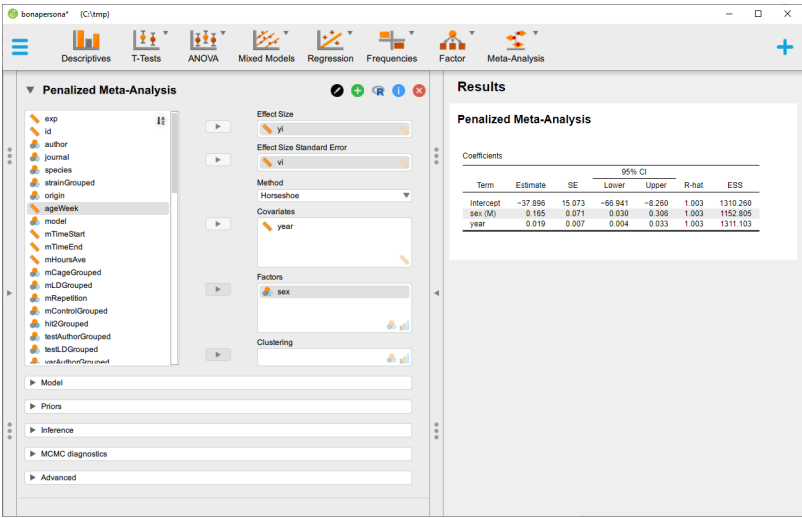 bonapersona* (C:\tmp)
Descriptives T-Tests ANOVA Mixed Models Regression Frequencies Factor Meta-Analysis
Penalized Meta-Analysis
exp
id
author
journal
species
strainGrouped
origin
ageWeek
model
mTimeStart
mTimeEnd
mHoursAve
mCageGrouped
mLDGrouped
mRepetition
mControlGrouped
hit2Grouped
testAuthorGrouped
testLDGrouped
varAuthorGrouped
Effect Size
yi
Effect Size Standard Error
vi
Method
Horseshoe
Covariates
year
Factors
sex
Clustering
Model
Priors
Inference
MCMC diagnostics
Advanced
Results
Penalized Meta-Analysis
Coefficients
95% CI
Term Estimate SE Lower Upper R-hat ESS
Intercept −37.896 15.073 −66.941 −8.260 1.003 1310.260
sex (M) 0.165 0.071 0.030 0.306 1.003 1152.805
year 0.019 0.007 0.004 0.033 1.003 1311.103